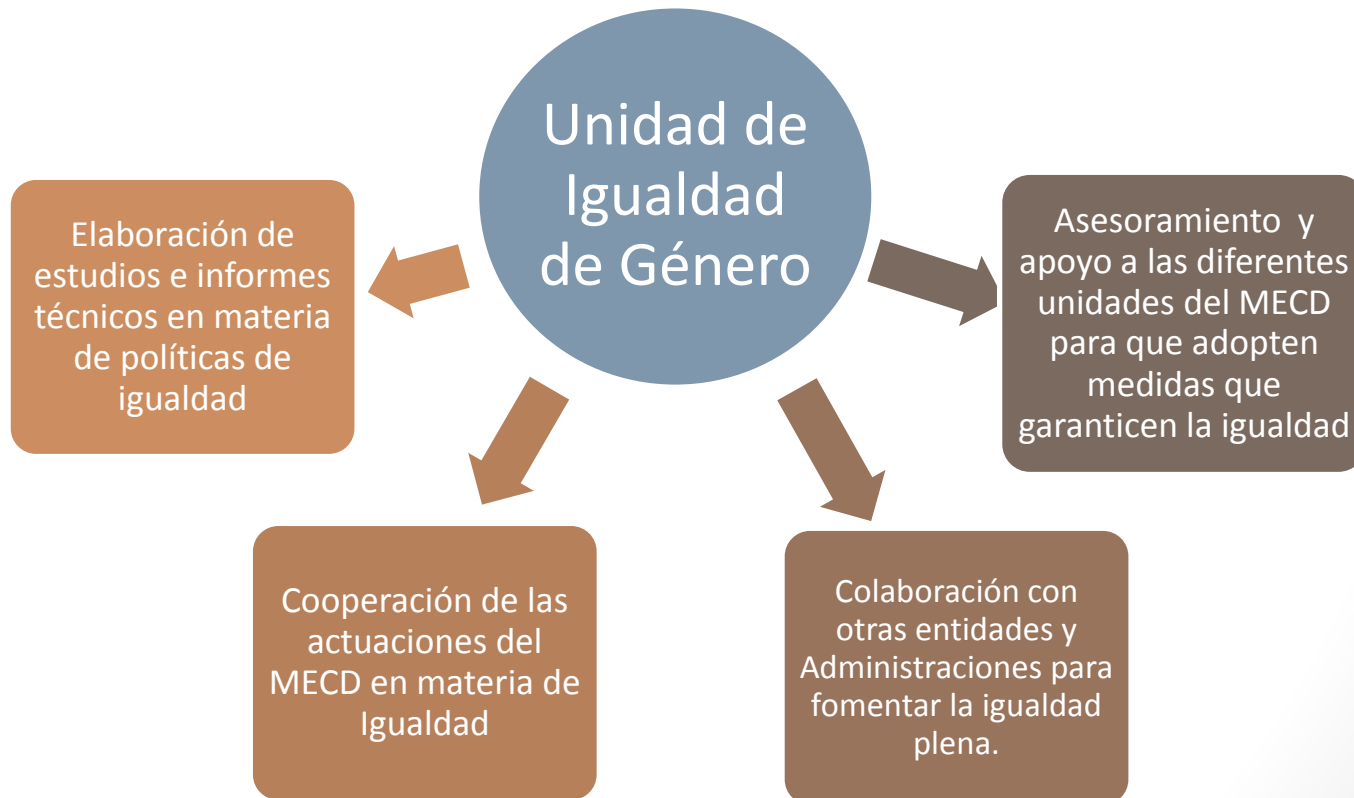 Unidad de
Igualdad
de Género
Elaboración de
estudios e informes
técnicos en materia
de políticas de
igualdad
Cooperación de las
actuaciones del
MECD en materia de
Igualdad
Colaboración con
otras entidades y
Administraciones para
fomentar la igualdad
plena.
Asesoramiento y
apoyo a las diferentes
unidades del MECD
para que adopten
medidas que
garanticen la igualdad